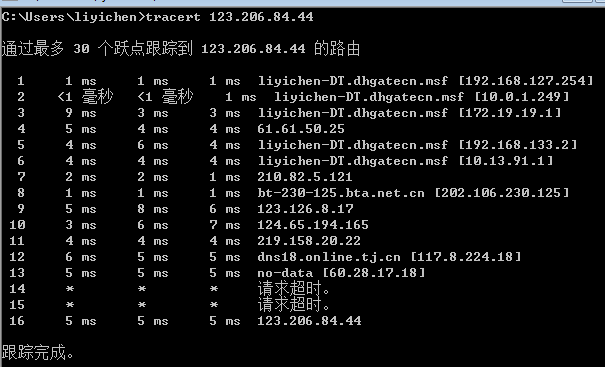 C:\Users\liyichen>tracert 123.206.84.44
通过最多 30 个跃点跟踪到 123.206.84.44 的路由
1 1 ms 1 ms 1 ms liyichen-DT.dhgatecn.msf [192.168.127.254]
2 <1 毫秒 <1 毫秒 1 ms liyichen-DT.dhgatecn.msf [10.0.1.249]
3 9 ms 3 ms 3 ms liyichen-DT.dhgatecn.msf [172.19.19.1]
4 5 ms 4 ms 4 ms 61.61.50.25
5 4 ms 6 ms 4 ms liyichen-DT.dhgatecn.msf [192.168.133.2]
6 4 ms 4 ms 4 ms liyichen-DT.dhgatecn.msf [10.13.91.1]
7 2 ms 2 ms 1 ms 210.82.5.121
8 1 ms 1 ms 1 ms bt-230-125.bta.net.cn [202.106.230.125]
9 5 ms 8 ms 6 ms 123.126.8.17
10 3 ms 6 ms 7 ms 124.65.194.165
11 4 ms 4 ms 4 ms 219.158.20.22
12 6 ms 5 ms 5 ms dns18.online.tj.cn [117.8.224.18]
13 5 ms 5 ms 5 ms no-data [60.28.17.18]
14 * * * 请求超时。
15 * * * 请求超时。
16 5 ms 5 ms 5 ms 123.206.84.44
跟踪完成。